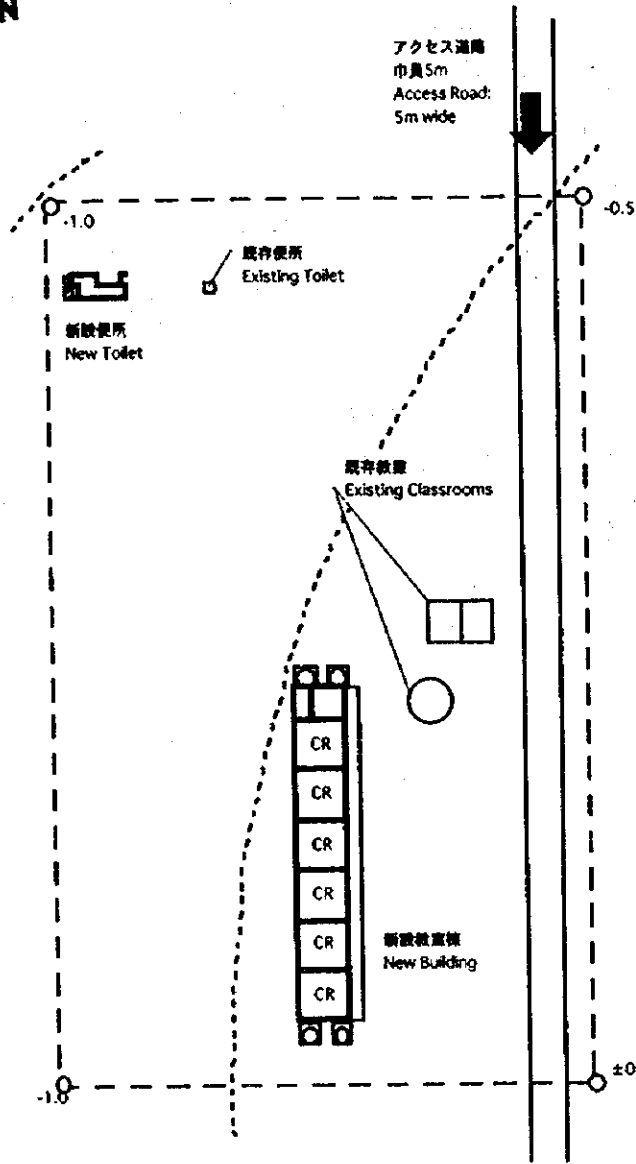 N
アクセス道路
巾員5m
Access Road:
5m wide
-1.0
-0.5
既存便所
Existing Toilet
新設便所
New Toilet
既存教室
Existing Classrooms
CR
CR
CR
CR
CR
CR
新設教室棟
New Building
-1.0
±0